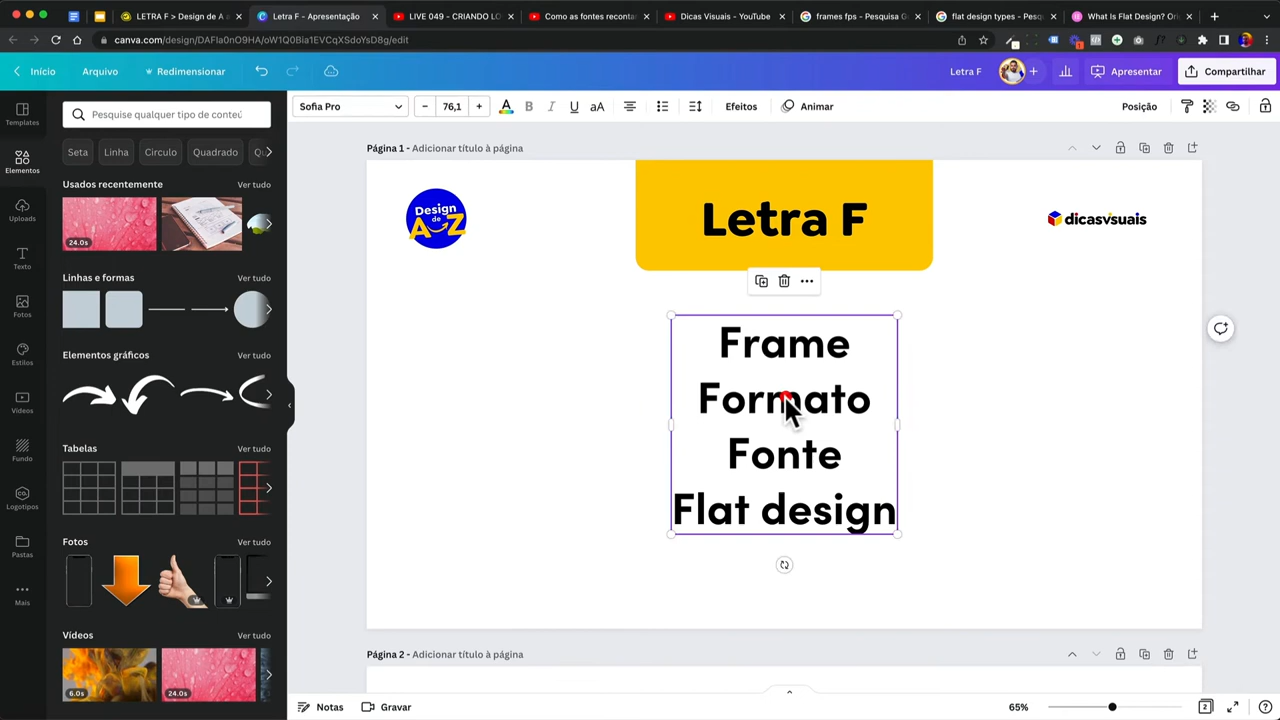 LETRA F > Design de A a
Letra F - Apresentação
LIVE 049 - CRIANDO LO
Como as fontes recont
Dicas Visuais - YouTube
frames fps - Pesquisa G
flat design types - Pesq
What Is Flat Design? Ori
canva.com/design/DAFIa0nO9HA/oW1Q0Bia1EVCqXSdoYsD8g/edit
Início
Arquivo
Redimensionar
Letra F
Apresentar
Compartilhar
Sofia Pro
76,1
Efeitos
Animar
Posição
Templates
Elementos
Uploads
Texto
Fotos
Estilos
Vídeos
Fundo
Logotipos
Pastas
Mais
Pesquise qualquer tipo de conteú
Seta
Linha
Circulo
Quadrado
Usados recentemente
Ver tudo
24.0s
Linhas e formas
Ver tudo
Elementos gráficos
Ver tudo
Tabelas
Ver tudo
Fotos
Ver tudo
Vídeos
Ver tudo
6.0s
24.0s
Página 1 - Adicionar título à página
Design
de
A Z
Letra F
dicasvisuais
Frame
Formato
Fonte
Flat design
Página 2 - Adicionar título à página
Notas
Gravar
65%
2